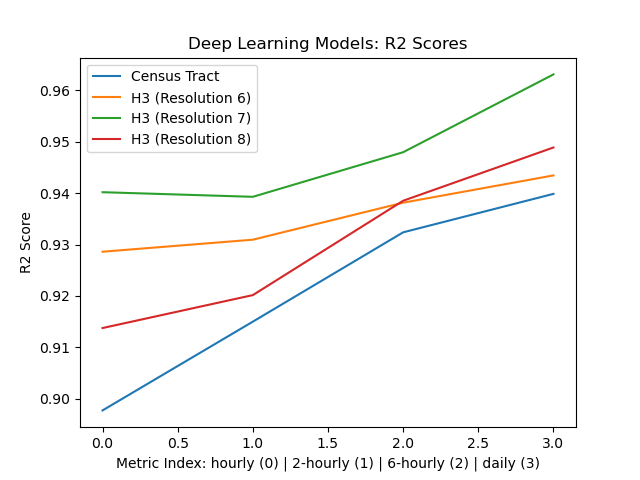 Deep Learning Models: R2 Scores
Census Tract
H3 (Resolution 6)
H3 (Resolution 7)
H3 (Resolution 8)
R2 Score
0.96
0.95
0.94
0.93
0.92
0.91
0.90
0.0 0.5 1.0 1.5 2.0 2.5 3.0
Metric Index: hourly (0) | 2-hourly (1) | 6-hourly (2) | daily (3)